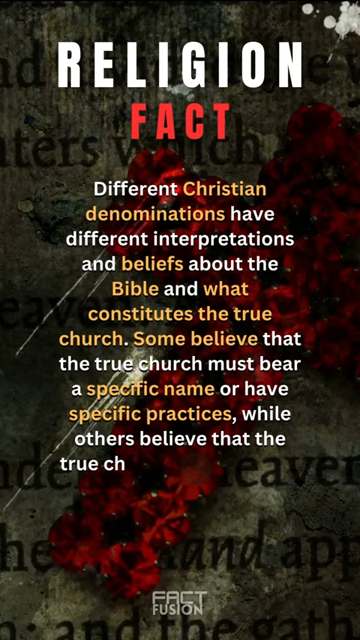 RELIGION
FACT
Different Christian
denominations have
different interpretations
and beliefs about the
Bible and what
constitutes the true
church. Some believe that
the true church must bear
a specific name or have
specific practices, while
others believe that the
true ch
FACT
FUSION